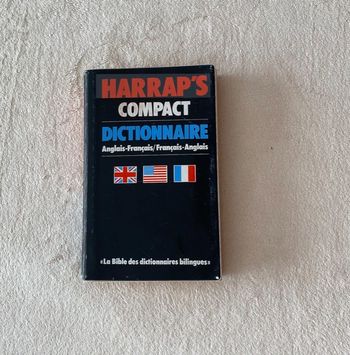 HARRAP'S
COMPACT
DICTIONNAIRE
Anglais-Français/Français-Anglais
«La Bible des dictionnaires bilingues»